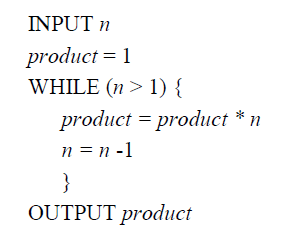 INPUT n
product = 1
WHILE (n > 1) {
product = product * n
n = n -1
}
OUTPUT product